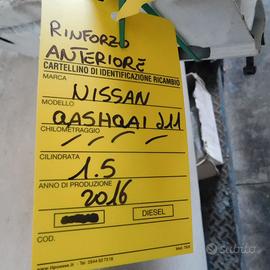 RINFORZO
ANTERIORE
CARTELLINO DI IDENTIFICAZIONE RICAMBIO
MARCA
NISSAN
MODELLO
QASHQAI J11
CHILOMETRAGGIO
CILINDRATA
1.5
ANNO DI PRODUZIONE
2016
DIESEL
COD.
subito